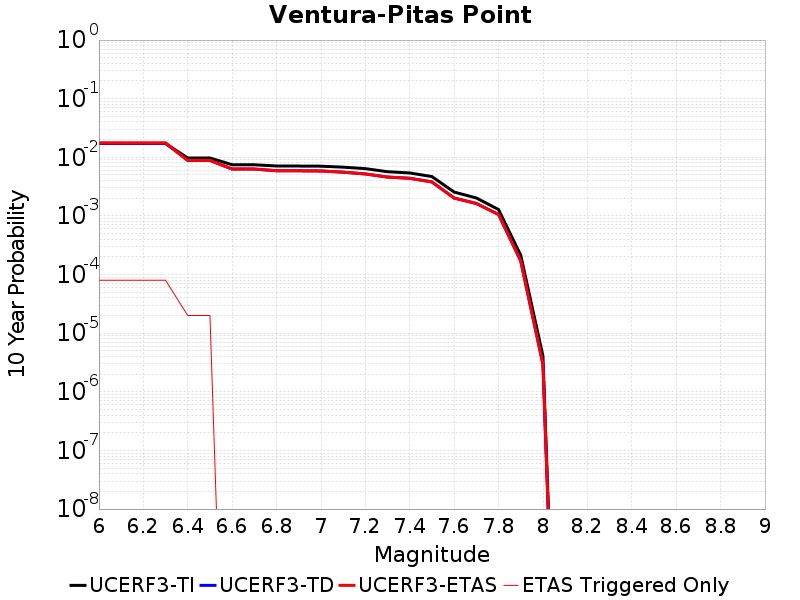 Ventura-Pitas Point
10 Year Probability
10^0
10^-1
10^-2
10^-3
10^-4
10^-5
10^-6
10^-7
10^-8
6 6.2 6.4 6.6 6.8 7 7.2 7.4 7.6 7.8 8 8.2 8.4 8.6 8.8 9
Magnitude
UCERF3-TI UCERF3-TD UCERF3-ETAS ETAS Triggered Only